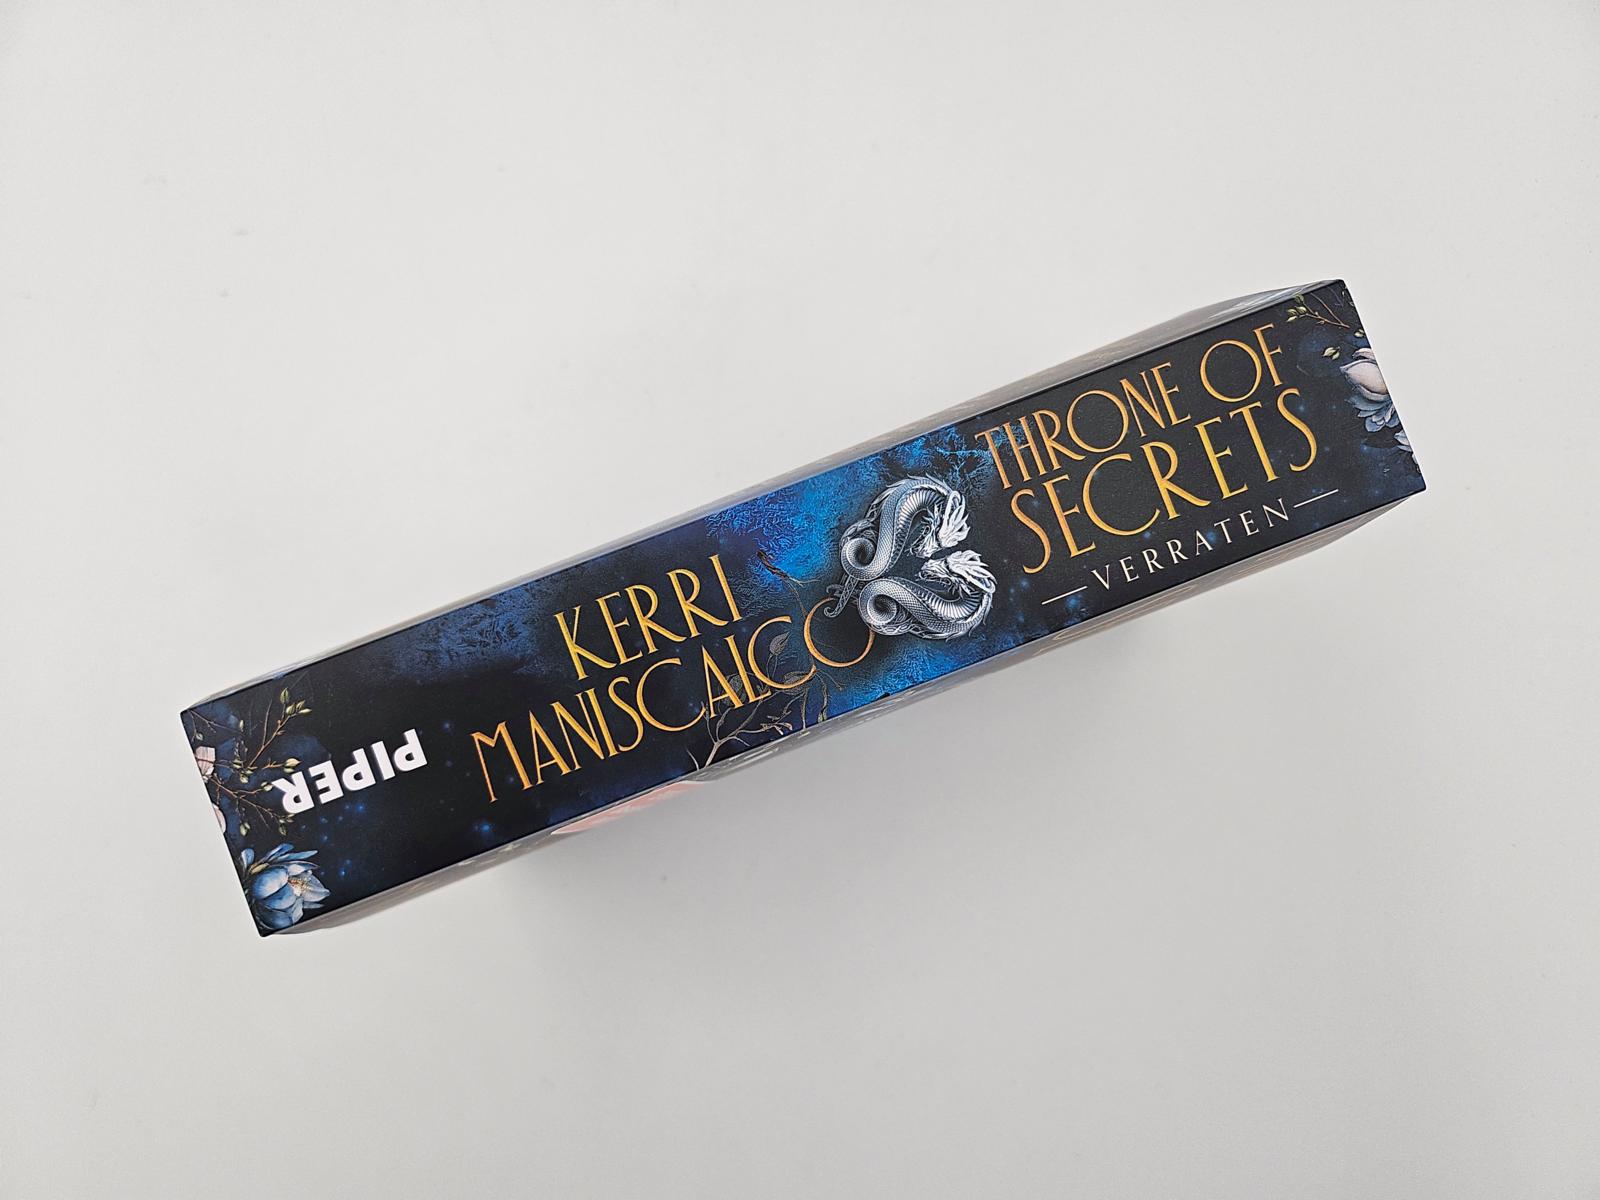 KERRI
MANISCALCO
THRONE OF
SECRETS
—VERRATEN—
PIPER